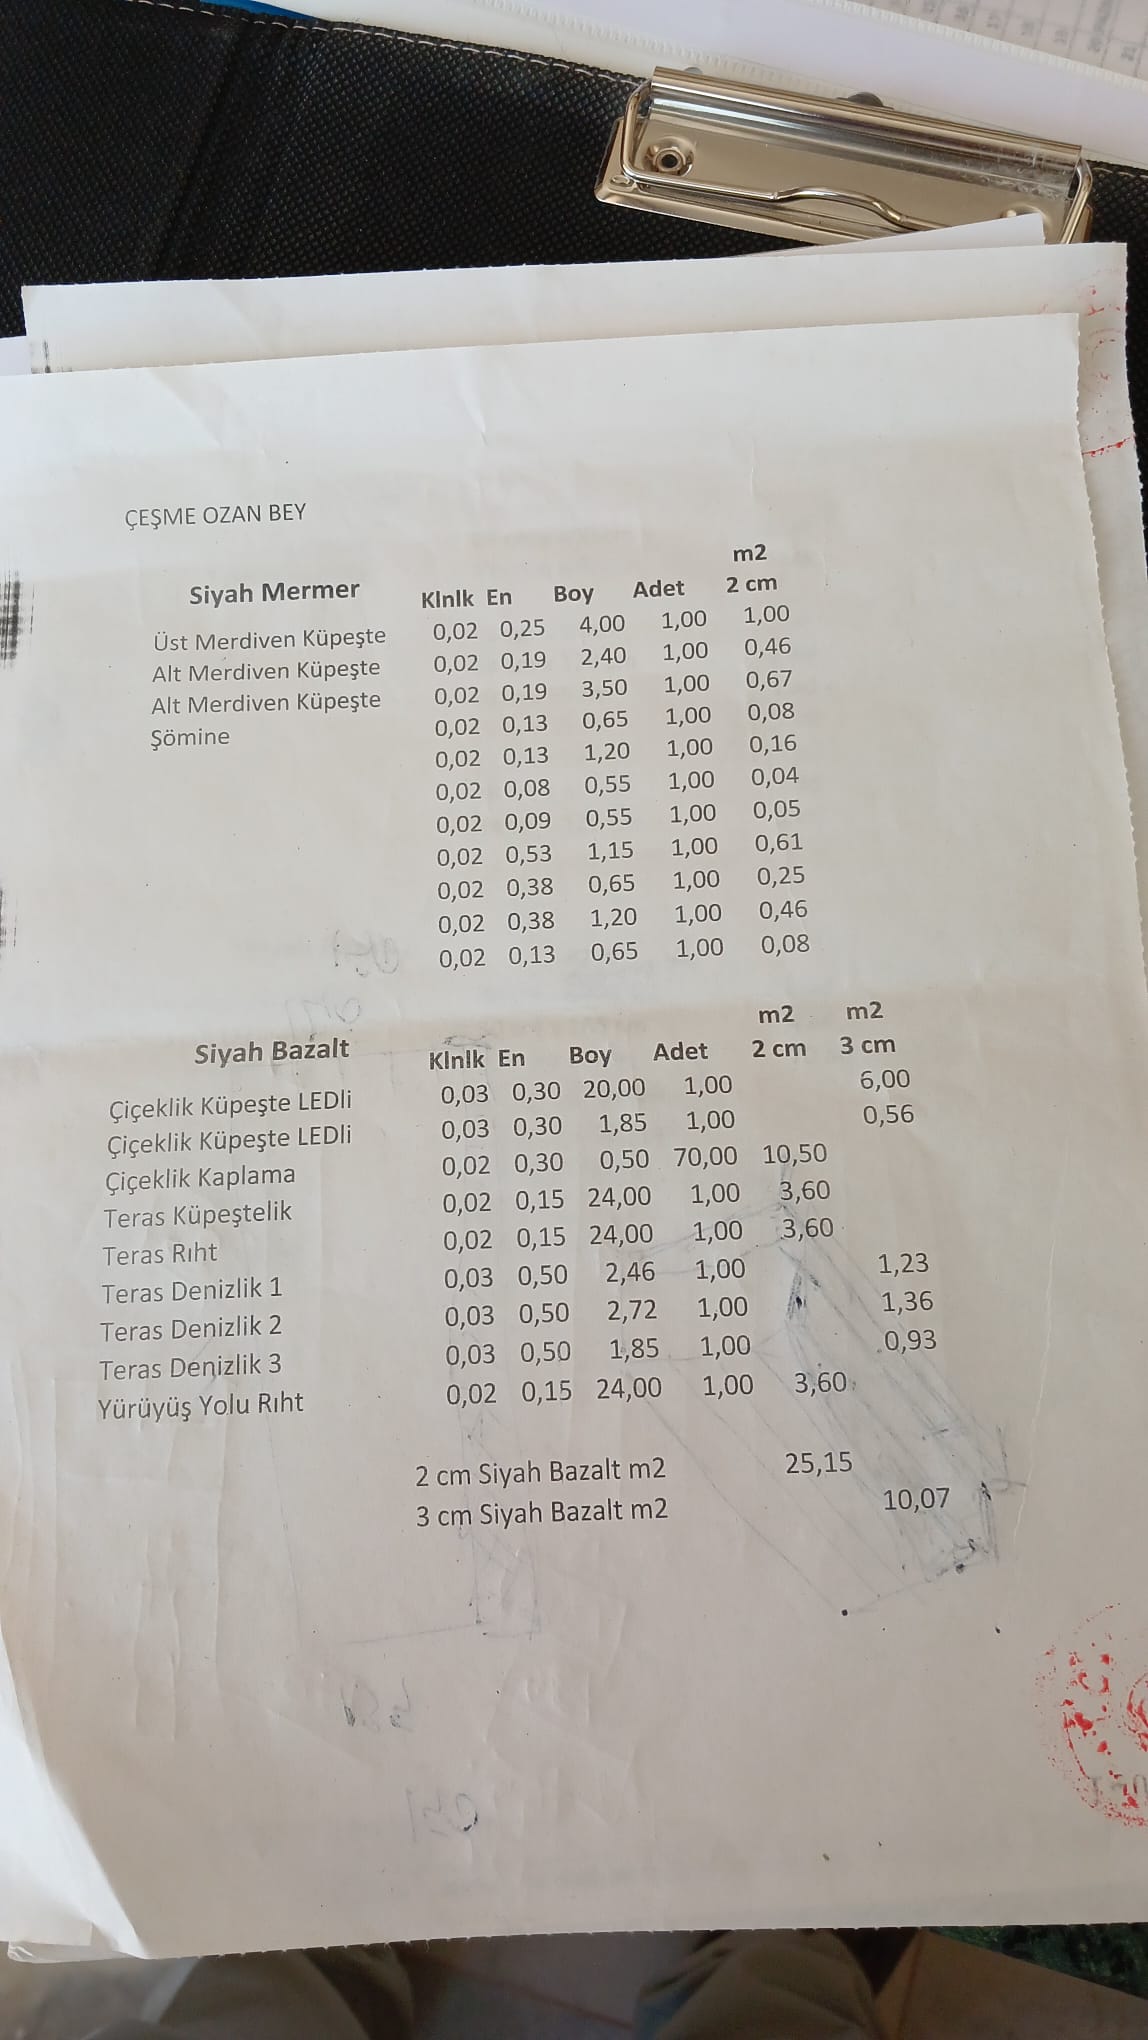 ÇEŞME OZAN BEY
m2
Siyah Mermer Klnlk En Boy Adet 2 cm
Üst Merdiven Küpeşte 0,02 0,25 4,00 1,00 1,00
Alt Merdiven Küpeşte 0,02 0,19 2,40 1,00 0,46
Alt Merdiven Küpeşte 0,02 0,19 3,50 1,00 0,67
Şömine 0,02 0,13 0,65 1,00 0,08
0,02 0,13 1,20 1,00 0,16
0,02 0,08 0,55 1,00 0,04
0,02 0,09 0,55 1,00 0,05
0,02 0,53 1,15 1,00 0,61
0,02 0,38 0,65 1,00 0,25
0,02 0,38 1,20 1,00 0,46
0,02 0,13 0,65 1,00 0,08
m2 m2
Siyah Bazalt Klnlk En Boy Adet 2 cm 3 cm
Çiçeklik Küpeşte LEDli 0,03 0,30 20,00 1,00 6,00
Çiçeklik Küpeşte LEDli 0,03 0,30 1,85 1,00 0,56
Çiçeklik Kaplama 0,02 0,30 0,50 70,00 10,50
Teras Küpeştelik 0,02 0,15 24,00 1,00 3,60
Teras Rıht 0,02 0,15 24,00 1,00 3,60
Teras Denizlik 1 0,03 0,50 2,46 1,00 1,23
Teras Denizlik 2 0,03 0,50 2,72 1,00 1,36
Teras Denizlik 3 0,03 0,50 1,85 1,00 0,93
Yürüyüş Yolu Rıht 0,02 0,15 24,00 1,00 3,60
2 cm Siyah Bazalt m2 25,15
3 cm Siyah Bazalt m2 10,07